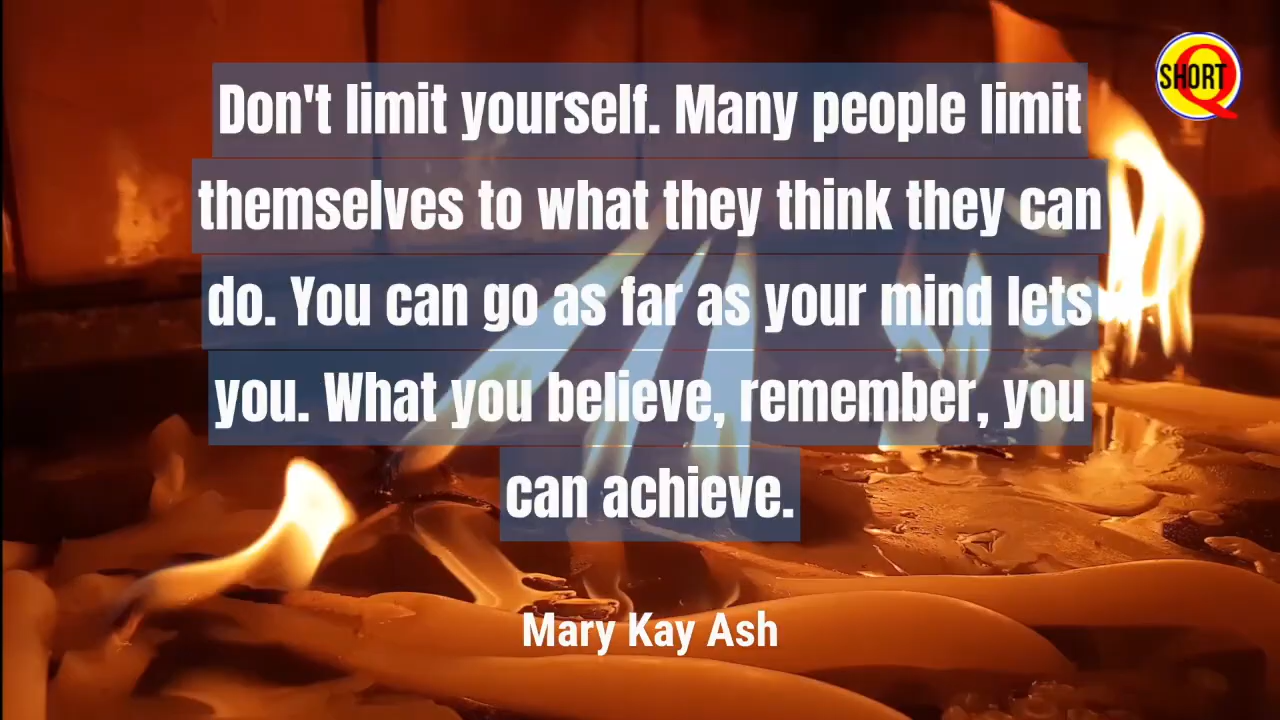 SHORT Q
Don't limit yourself. Many people limit
themselves to what they think they can
do. You can go as far as your mind lets
you. What you believe, remember, you
can achieve.
Mary Kay Ash